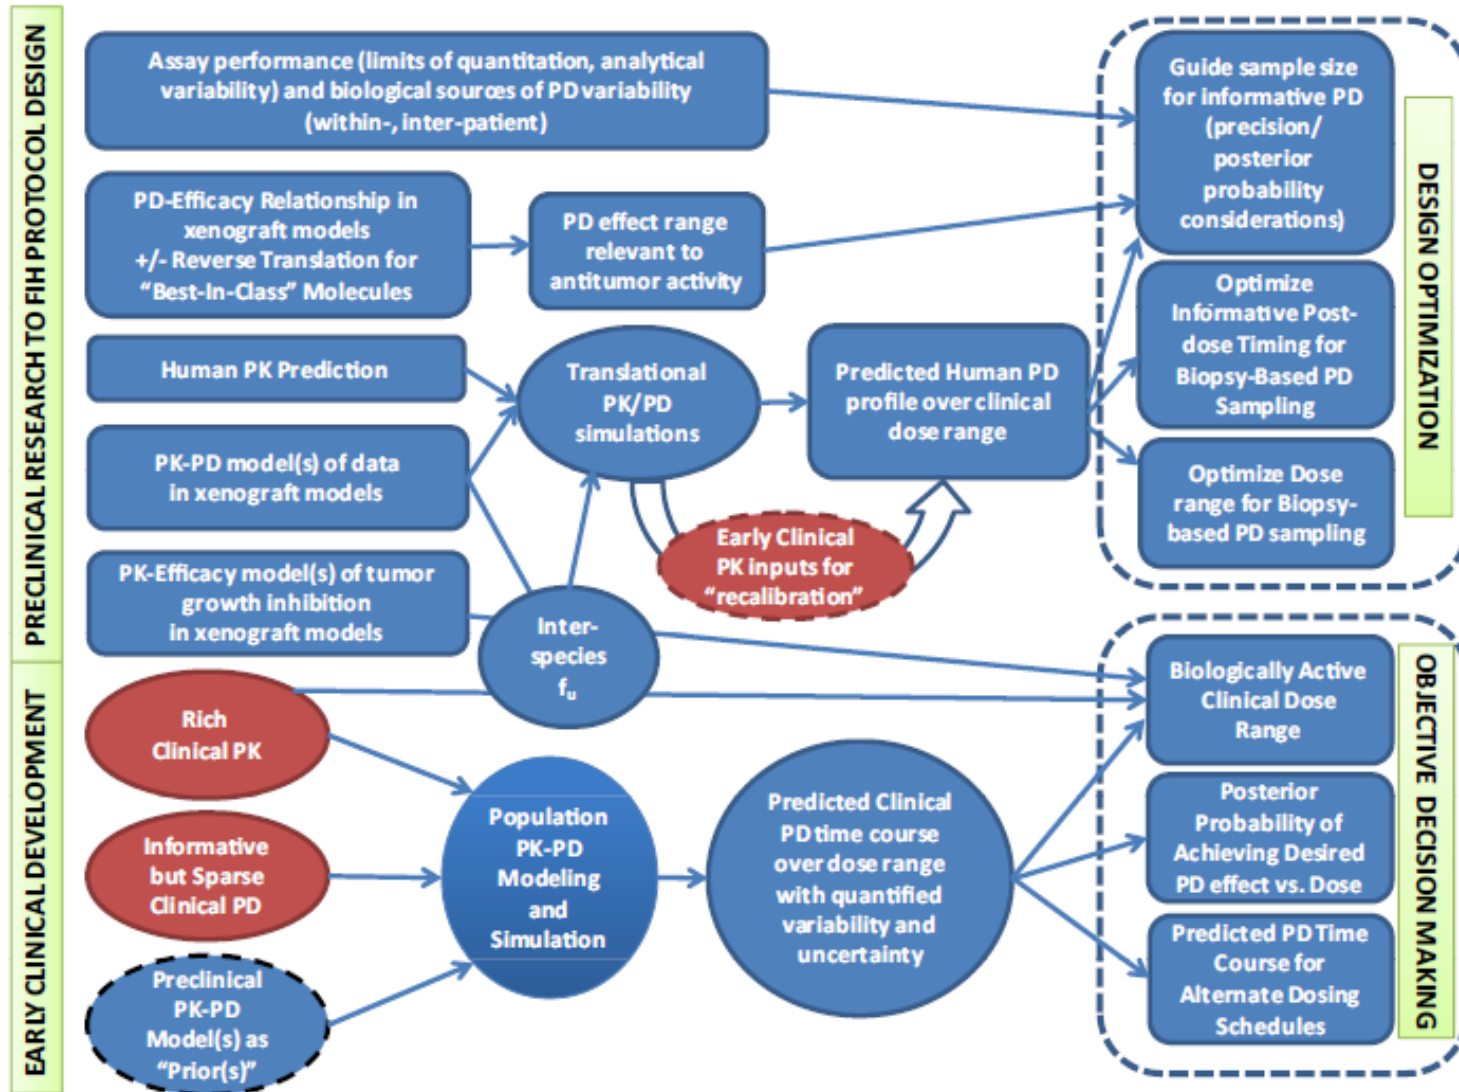 PRECLINICAL RESEARCH TO FIH PROTOCOL DESIGN
Assay performance (limits of quantitation, analytical
variability) and biological sources of PD variability
(within-, inter-patient)
PD-Efficacy Relationship in
xenograft models
+/- Reverse Translation for
“Best-In-Class” Molecules
PD effect range
relevant to
antitumor activity
Human PK Prediction
PK-PD model(s) of data
in xenograft models
PK-Efficacy model(s) of tumor
growth inhibition
in xenograft models
Translational
PK/PD
simulations
Predicted Human PD
profile over clinical
dose range
Early Clinical
PK inputs for
“recalibration”
Inter-
species
fu
Guide sample size
for informative PD
(precision/
posterior
probability
considerations)
Optimize
Informative Post-
dose Timing for
Biopsy-Based PD
Sampling
Optimize Dose
range for Biopsy-
based PD sampling
DESIGN OPTIMIZATION
EARLY CLINICAL DEVELOPMENT
Rich
Clinical PK
Informative
but Sparse
Clinical PD
Preclinical
PK-PD
Model(s) as
“Prior(s)”
Population
PK-PD
Modeling
and
Simulation
Predicted Clinical
PD time course
over dose range
with quantified
variability and
uncertainty
Biologically Active
Clinical Dose
Range
Posterior
Probability of
Achieving Desired
PD effect vs. Dose
Predicted PD Time
Course for
Alternate Dosing
Schedules
OBJECTIVE DECISION MAKING